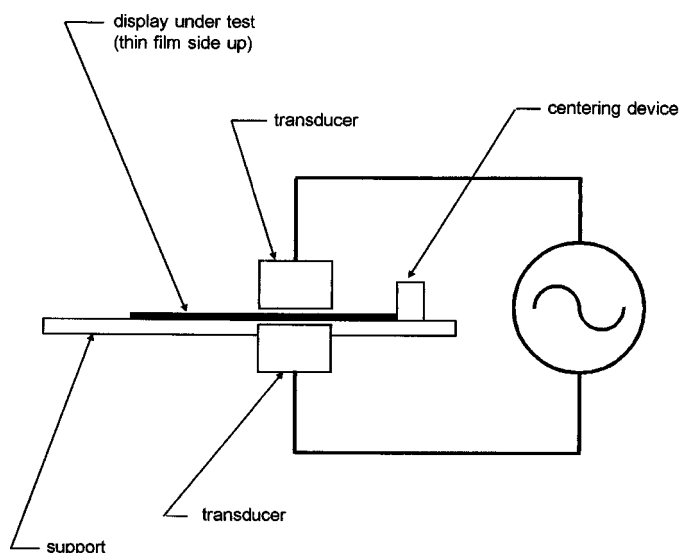 display under test
(thin film side up)
transducer
centering device
transducer
support